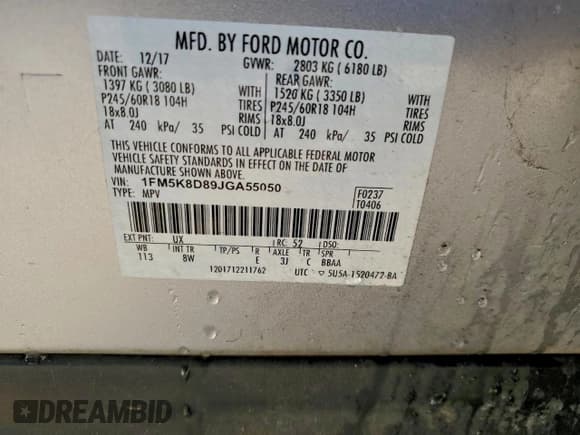 MFD. BY FORD MOTOR CO.
DATE: 12/17 GVWR: 2803 KG ( 6180 LB)
FRONT GAWR: REAR GAWR:
1397 KG ( 3080 LB) 1520 KG ( 3350 LB)
P245/60R18 104H WITH TIRES P245/60R18 104H WITH TIRES
18x8.0J RIMS 18x8.0J RIMS
AT 240 kPa/ 35 PSI COLD AT 240 kPa/ 35 PSI COLD
THIS VEHICLE CONFORMS TO ALL APPLICABLE FEDERAL MOTOR
VEHICLE SAFETY STANDARDS IN EFFECT ON THE DATE OF
MANUFACTURE SHOWN ABOVE.
VIN: 1FM5K8D89JGA55050 F0237
TYPE: MPV T0406
EXT PNT: UX RC: 52 DSO:
WB INT TR TP/PS R AXLE TR SPR
113 8W E 3J C BBAA
1201712211762 UTC ▽ 5U5A-1520472-BA
DREAMBID